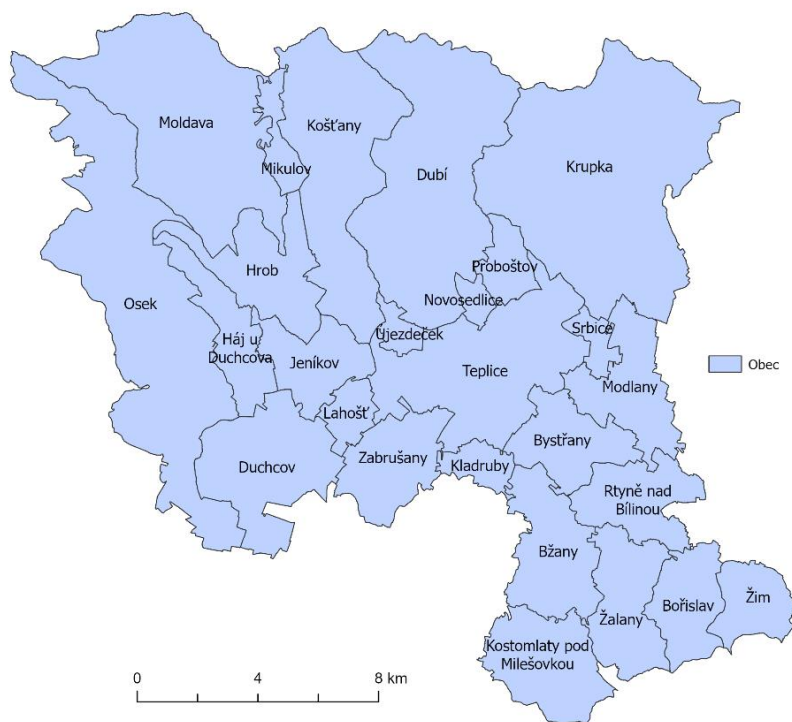 Moldava
Košťany
Mikulov
Dubí
Krupka
Hrob
Proboštov
Osek
Novosedlice
Újezdeček
Srbice
Háj u
Duchcova
Jeníkov
Teplice
Obec
Modlany
Lahošť
Bystřany
Zabrušany
Kladruby
Duchcov
Rtyně nad
Bílinou
Bžany
Žim
Bořislav
Žalany
Kostomlaty pod
Milešovkou
0 4 8 km